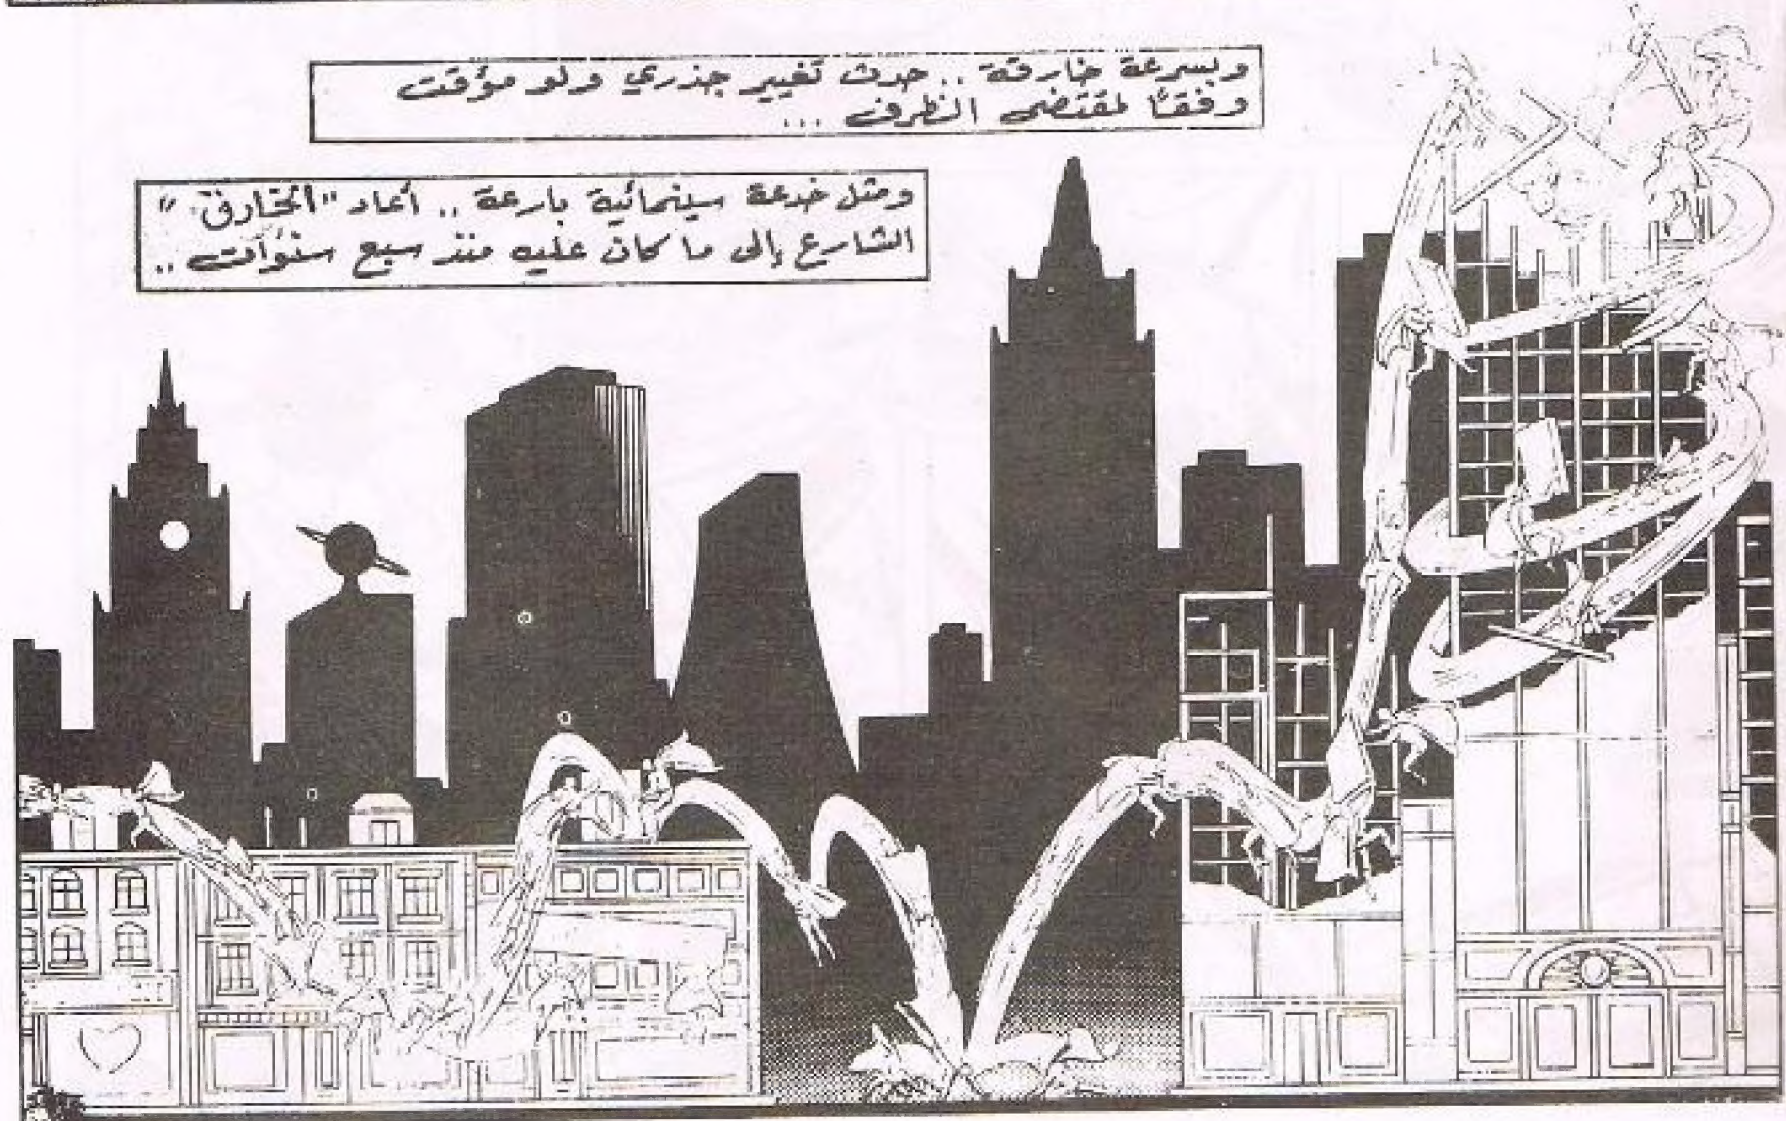 وبسرعة خارقة .. حدث تغيير جذري ولو مؤقت
وفقًا لمقتضى الظرف ...
ومثل خدعة سينمائية بارعة .. أعاد "الخارق"
الشارع إلى ما كان عليه منذ سبع سنوات ..